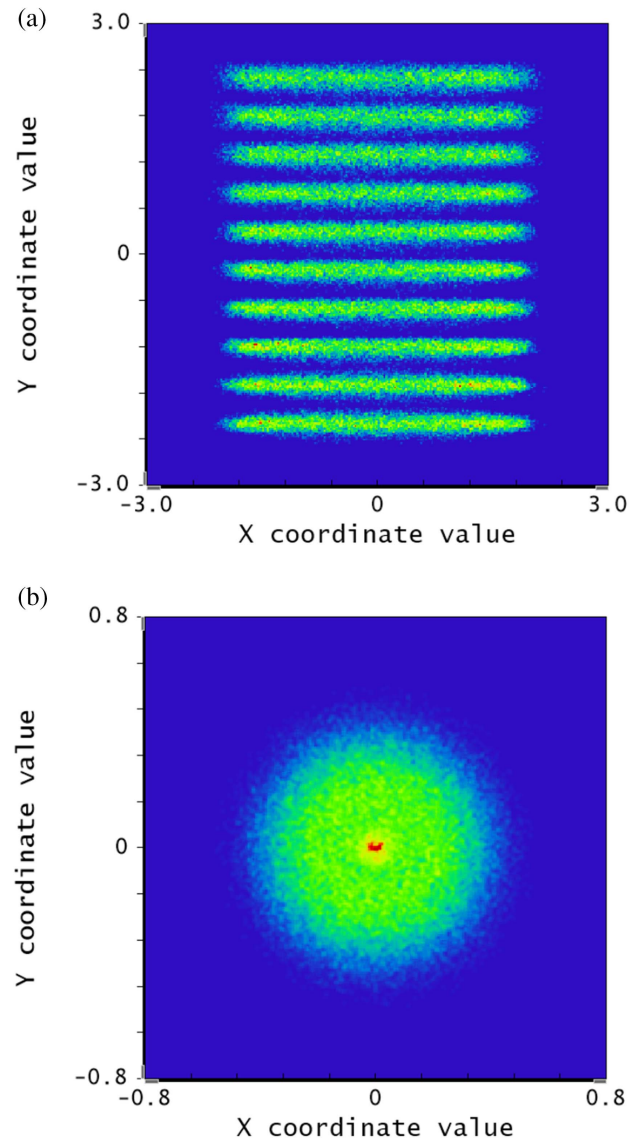 (a)
3.0
Y coordinate value
0
−3.0
−3.0 0 3.0
X coordinate value
(b)
0.8
Y coordinate value
0
−0.8
−0.8 0 0.8
X coordinate value